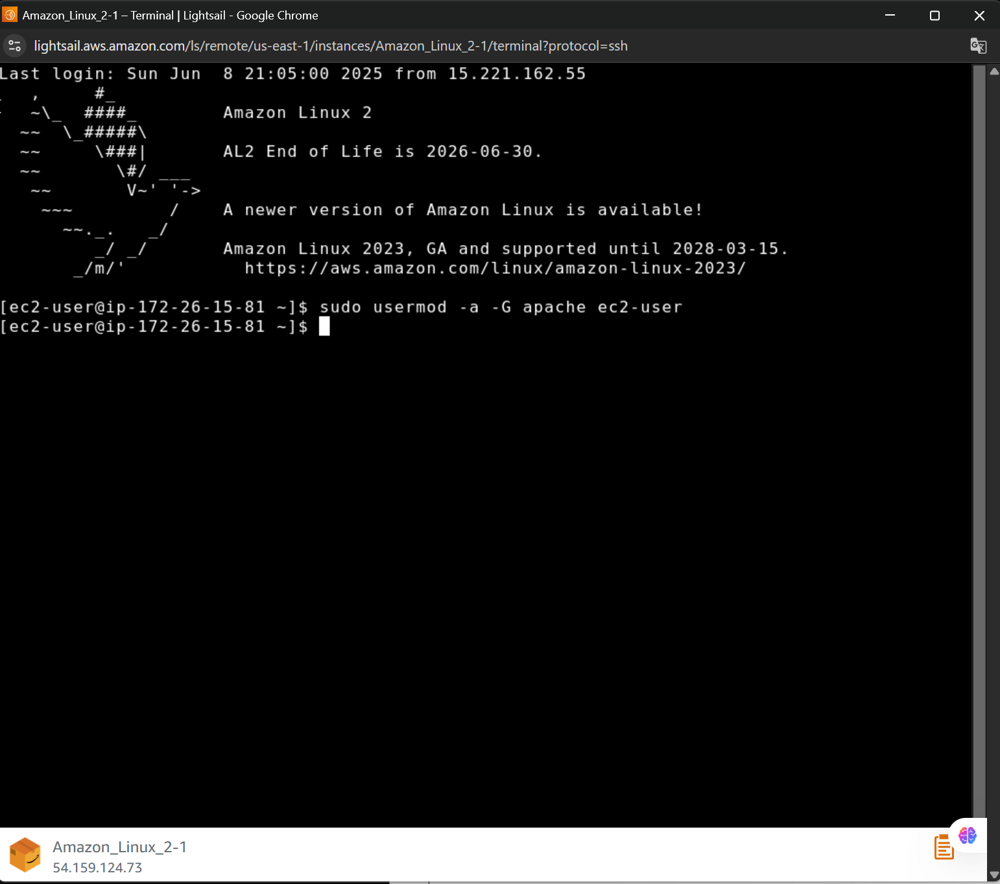 Amazon_Linux_2-1 – Terminal | Lightsail - Google Chrome
lightsail.aws.amazon.com/ls/remote/us-east-1/instances/Amazon_Linux_2-1/terminal?protocol=ssh
Last login: Sun Jun  8 21:05:00 2025 from 15.221.162.55
   ,     #_
   ~\_  ####_        Amazon Linux 2
  ~~  \_#####\
  ~~     \###|       AL2 End of Life is 2026-06-30.
  ~~       \#/ ___
   ~~       V~' '->
    ~~~         /    A newer version of Amazon Linux is available!
      ~~._.   _/
         _/ _/       Amazon Linux 2023, GA and supported until 2028-03-15.
       _/m/'           https://aws.amazon.com/linux/amazon-linux-2023/
[ec2-user@ip-172-26-15-81 ~]$ sudo usermod -a -G apache ec2-user
[ec2-user@ip-172-26-15-81 ~]$
Amazon_Linux_2-1
54.159.124.73